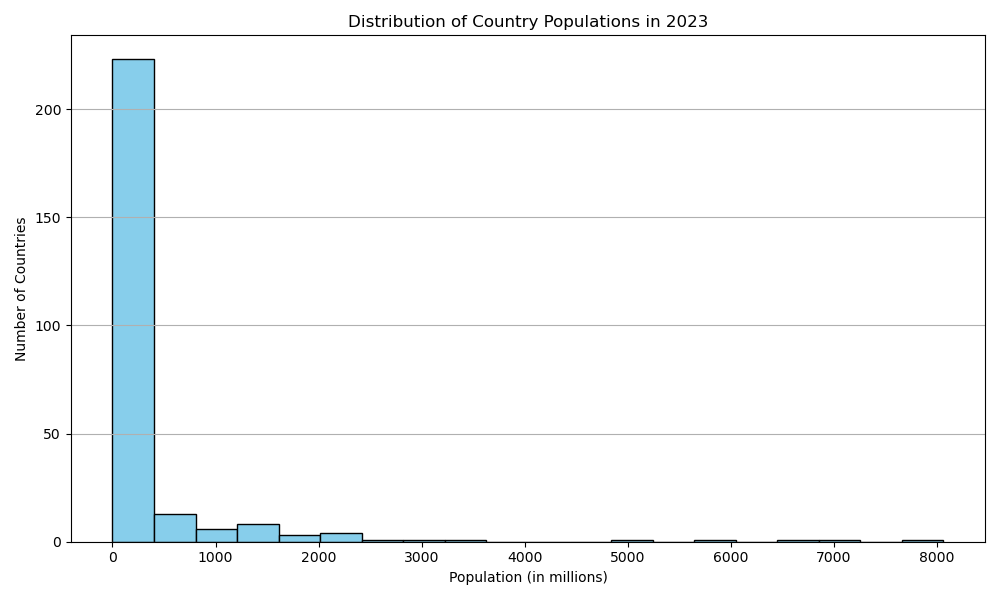 Distribution of Country Populations in 2023
200
150
100
50
0
Number of Countries
0 1000 2000 3000 4000 5000 6000 7000 8000
Population (in millions)